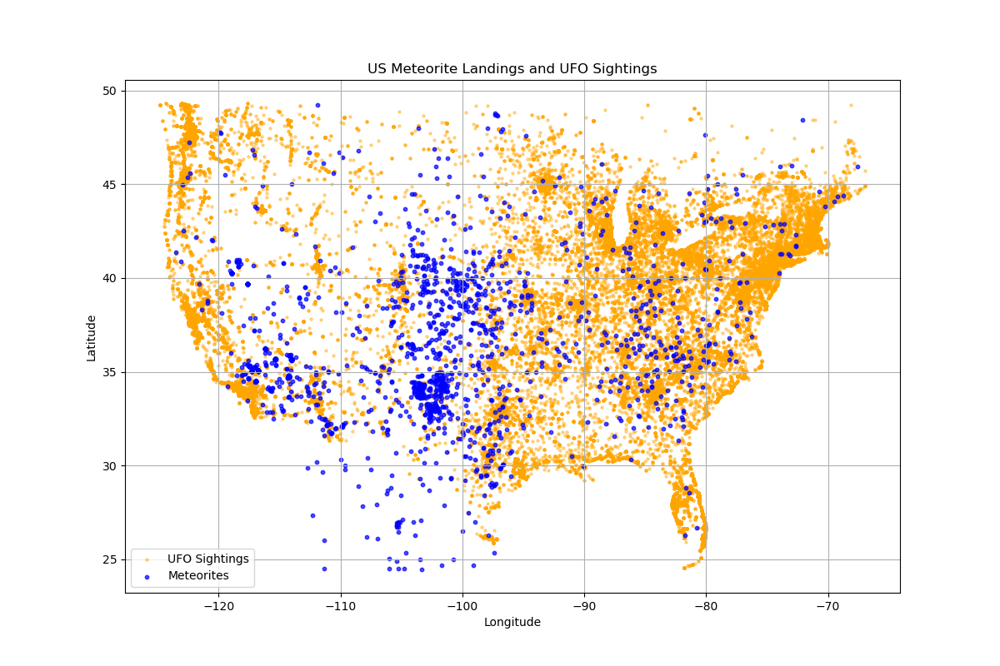 US Meteorite Landings and UFO Sightings
50
45
40
35
30
25
Latitude
UFO Sightings
Meteorites
−120
−110
−100
−90
−80
−70
Longitude